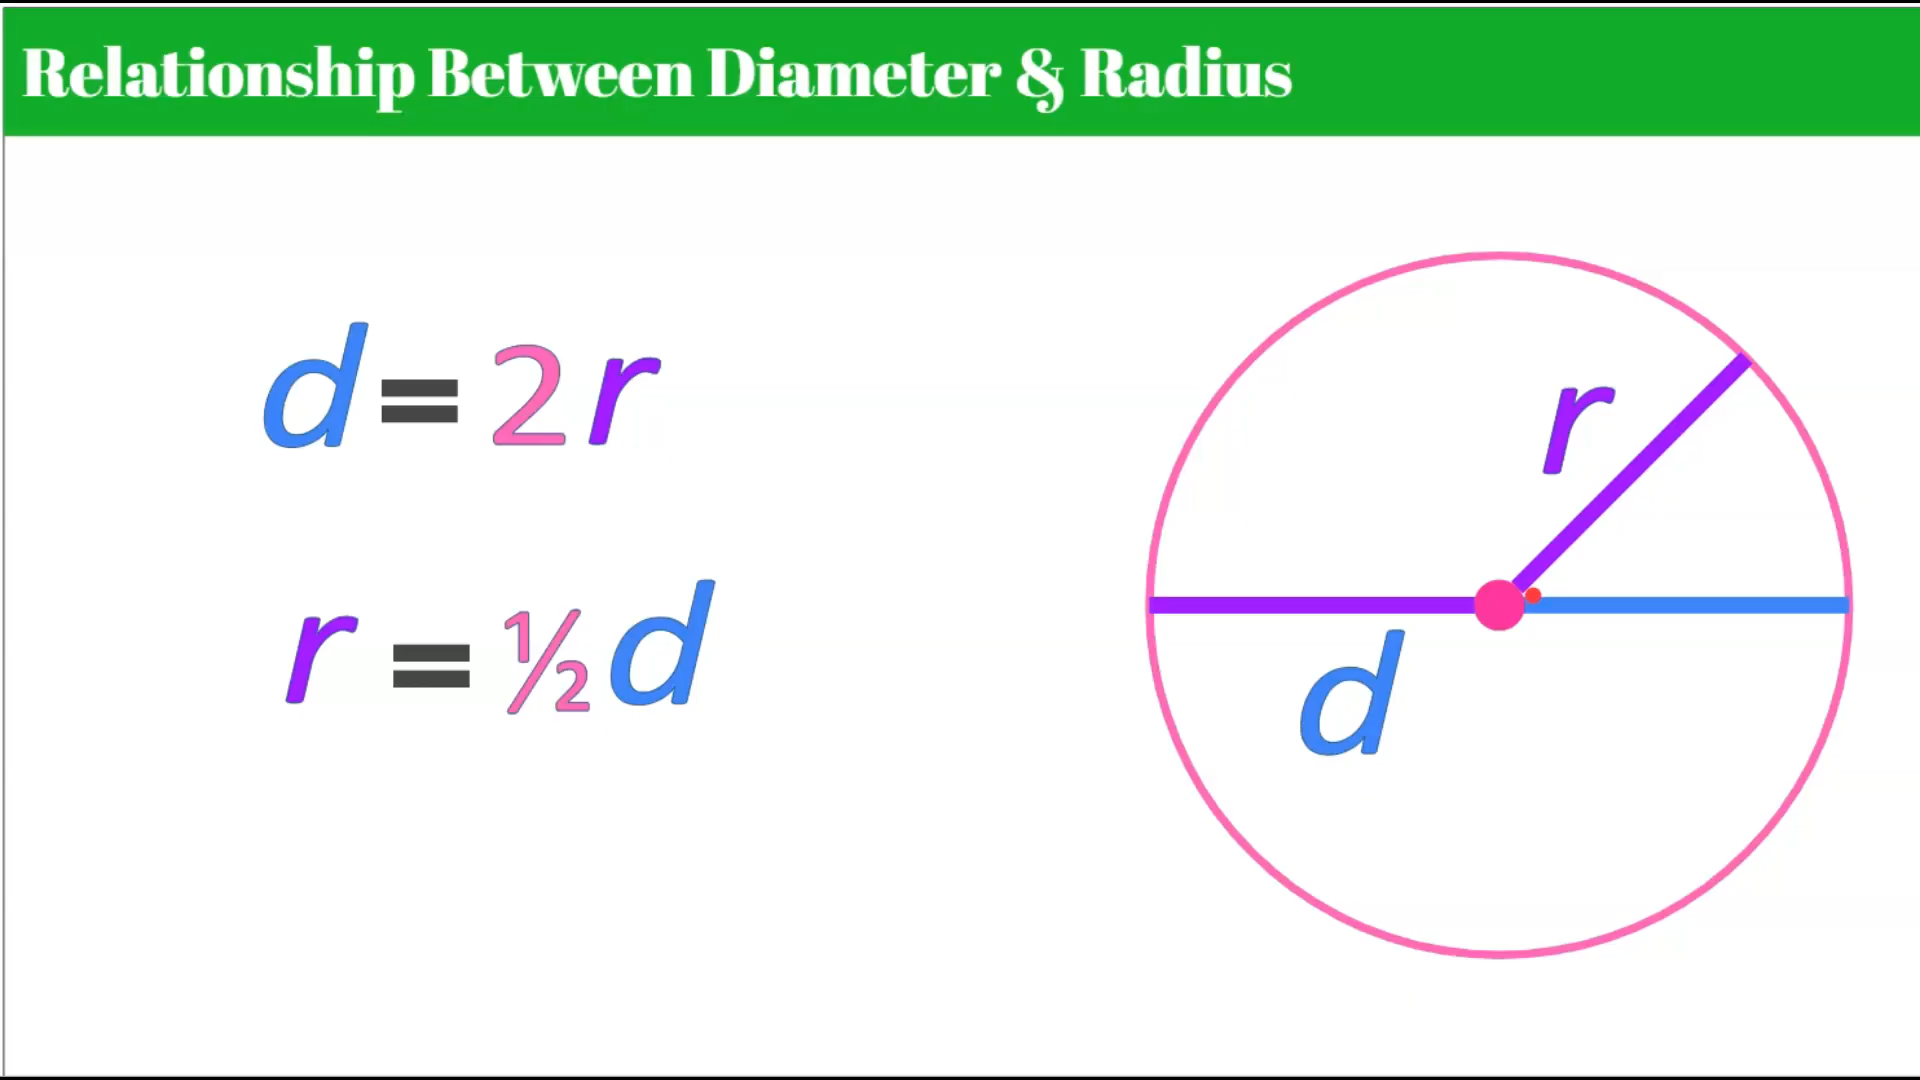 Relationship Between Diameter & Radius
d = 2r
r = ½d
r
d